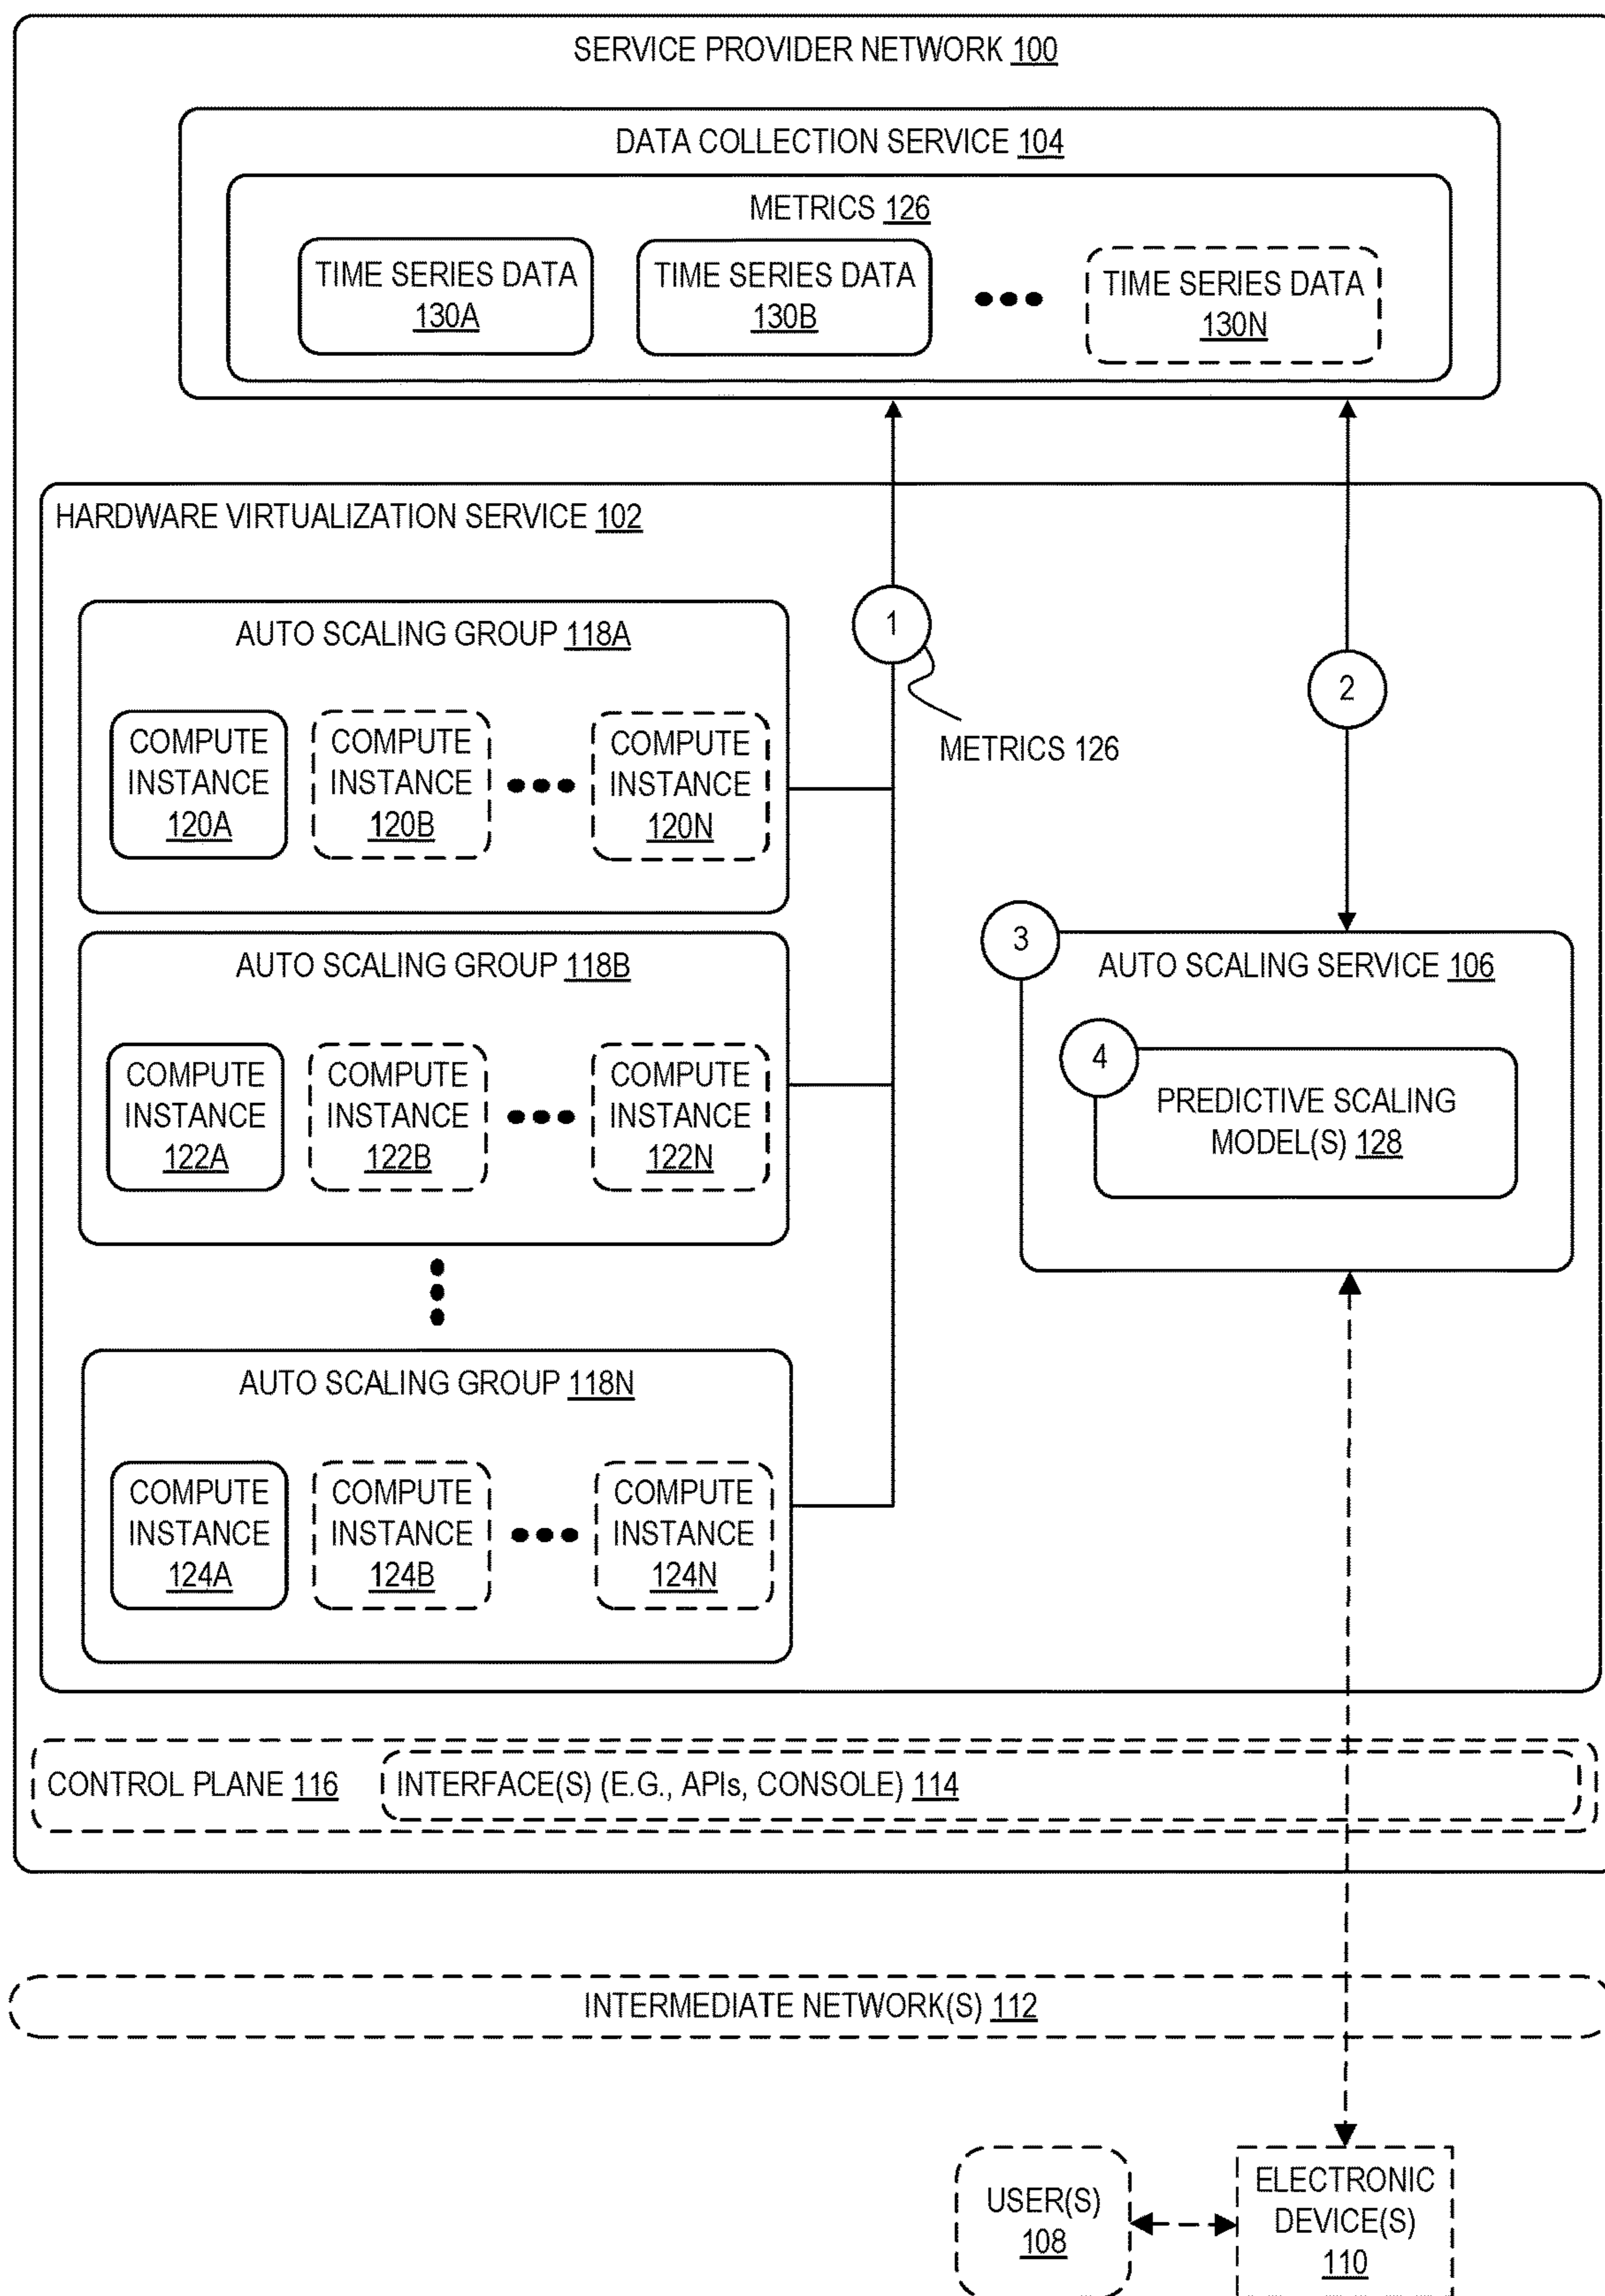 SERVICE PROVIDER NETWORK 100
DATA COLLECTION SERVICE 104
METRICS 126
TIME SERIES DATA
130A
TIME SERIES DATA
130B
TIME SERIES DATA
130N
HARDWARE VIRTUALIZATION SERVICE 102
AUTO SCALING GROUP 118A
COMPUTE
INSTANCE
120A
COMPUTE
INSTANCE
120B
COMPUTE
INSTANCE
120N
1
METRICS 126
2
AUTO SCALING GROUP 118B
COMPUTE
INSTANCE
122A
COMPUTE
INSTANCE
122B
COMPUTE
INSTANCE
122N
3
AUTO SCALING SERVICE 106
4
PREDICTIVE SCALING
MODEL(S) 128
AUTO SCALING GROUP 118N
COMPUTE
INSTANCE
124A
COMPUTE
INSTANCE
124B
COMPUTE
INSTANCE
124N
CONTROL PLANE 116
INTERFACE(S) (E.G., APIs, CONSOLE) 114
INTERMEDIATE NETWORK(S) 112
USER(S)
108
ELECTRONIC
DEVICE(S)
110